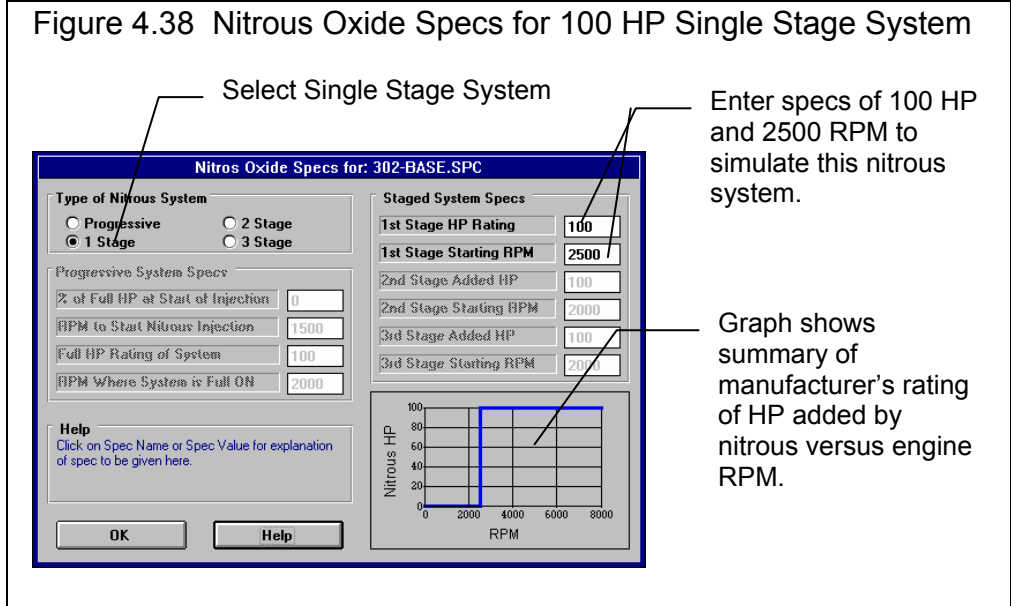 Figure 4.38 Nitrous Oxide Specs for 100 HP Single Stage System
Select Single Stage System
Enter specs of 100 HP
and 2500 RPM to
simulate this nitrous
system.
Nitros Oxide Specs for: 302-BASE.SPC
Type of Nitrous System
Progressive
2 Stage
1 Stage
3 Stage
Progressive System Specs
% of Full HP at Start of Injection 0
RPM to Start Nitrous Injection 1500
Full HP Rating of System 100
RPM Where System is Full ON 2000
Help
Click on Spec Name or Spec Value for explanation
of spec to be given here.
OK
Help
Staged System Specs
1st Stage HP Rating 100
1st Stage Starting RPM 2500
2nd Stage Added HP 100
2nd Stage Starting RPM 2000
3rd Stage Added HP 100
3rd Stage Starting RPM 2000
Nitrous HP
100
80
60
40
20
0
0 2000 4000 6000 8000
RPM
Graph shows
summary of
manufacturer's rating
of HP added by
nitrous versus engine
RPM.